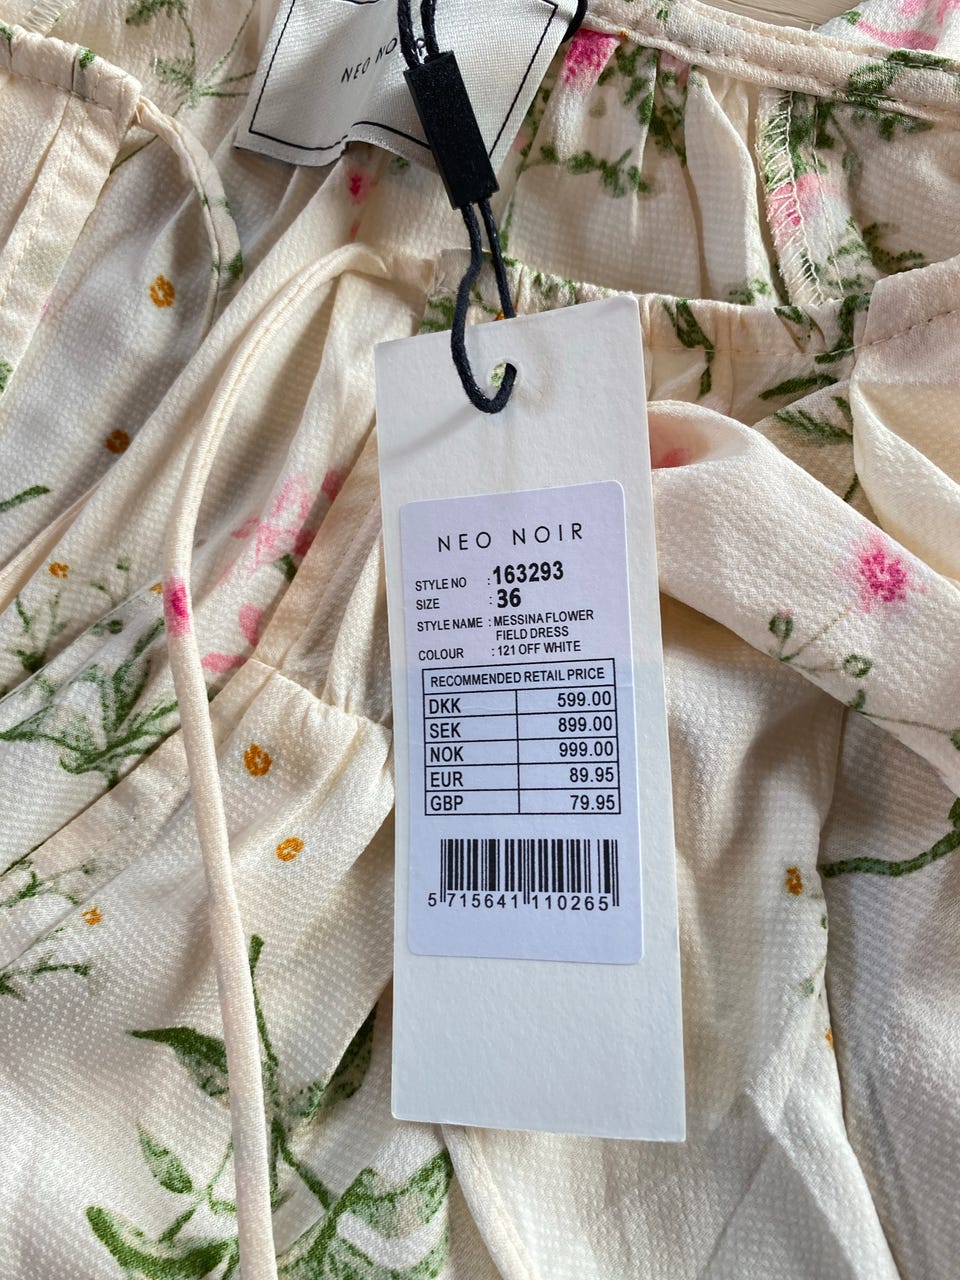 NEO NO
NEO NOIR
STYLE NO : 163293
SIZE : 36
STYLE NAME : MESSINA FLOWER
FIELD DRESS
COLOUR : 121 OFF WHITE
RECOMMENDED RETAIL PRICE
DKK 599.00
SEK 899.00
NOK 999.00
EUR 89.95
GBP 79.95
5 715641 110265